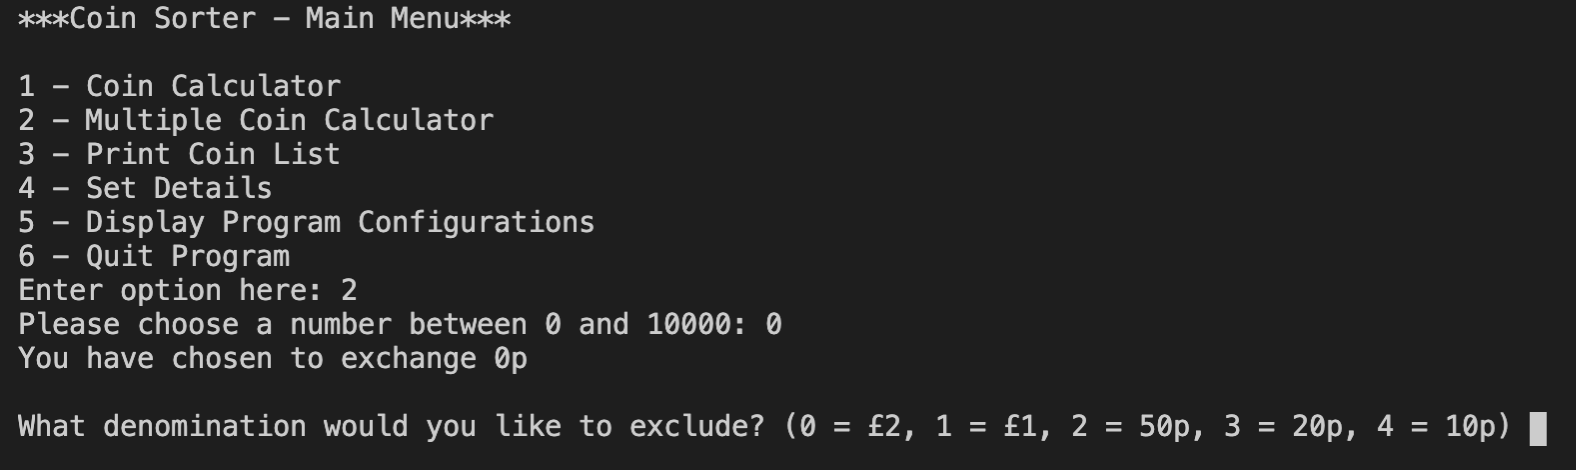 ***Coin Sorter – Main Menu***
1 – Coin Calculator
2 – Multiple Coin Calculator
3 – Print Coin List
4 – Set Details
5 – Display Program Configurations
6 – Quit Program
Enter option here: 2
Please choose a number between 0 and 10000: 0
You have chosen to exchange 0p
What denomination would you like to exclude? (0 = £2, 1 = £1, 2 = 50p, 3 = 20p, 4 = 10p)